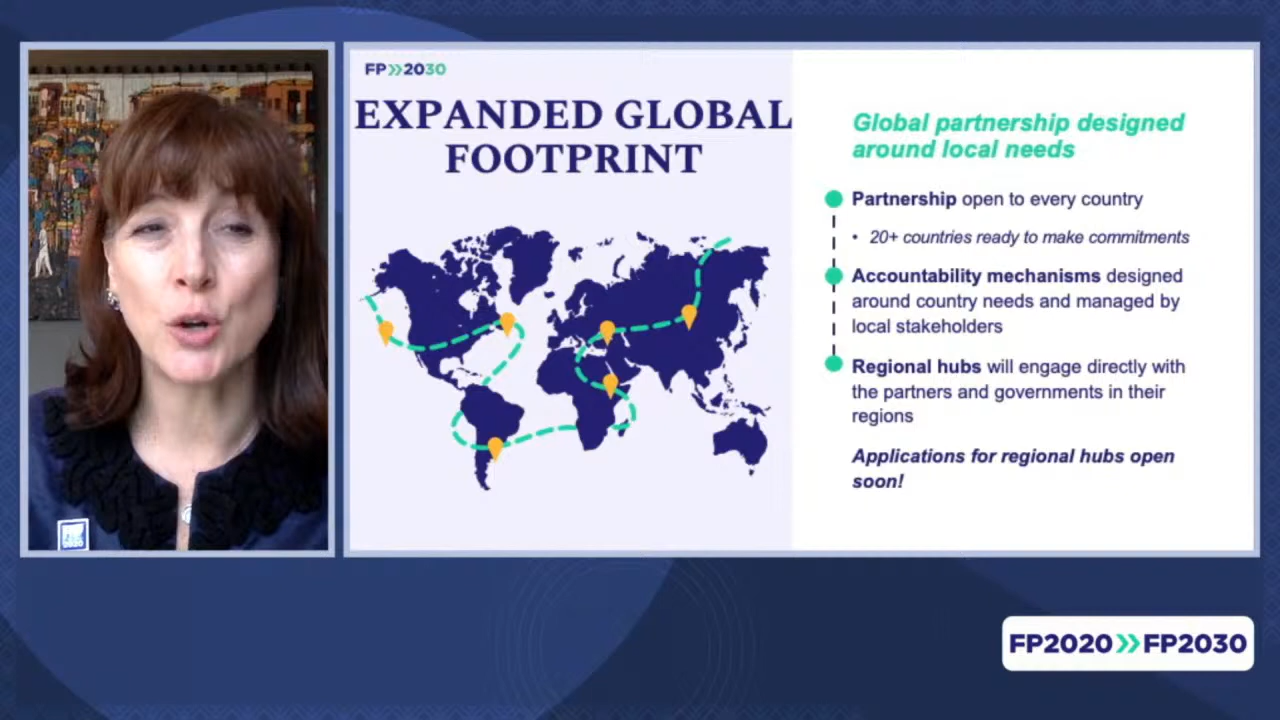 FP»2030
EXPANDED GLOBAL
FOOTPRINT
Global partnership designed
around local needs
Partnership open to every country
• 20+ countries ready to make commitments
Accountability mechanisms designed
around country needs and managed by
local stakeholders
Regional hubs will engage directly with
the partners and governments in their
regions
Applications for regional hubs open
soon!
FP2020»FP2030